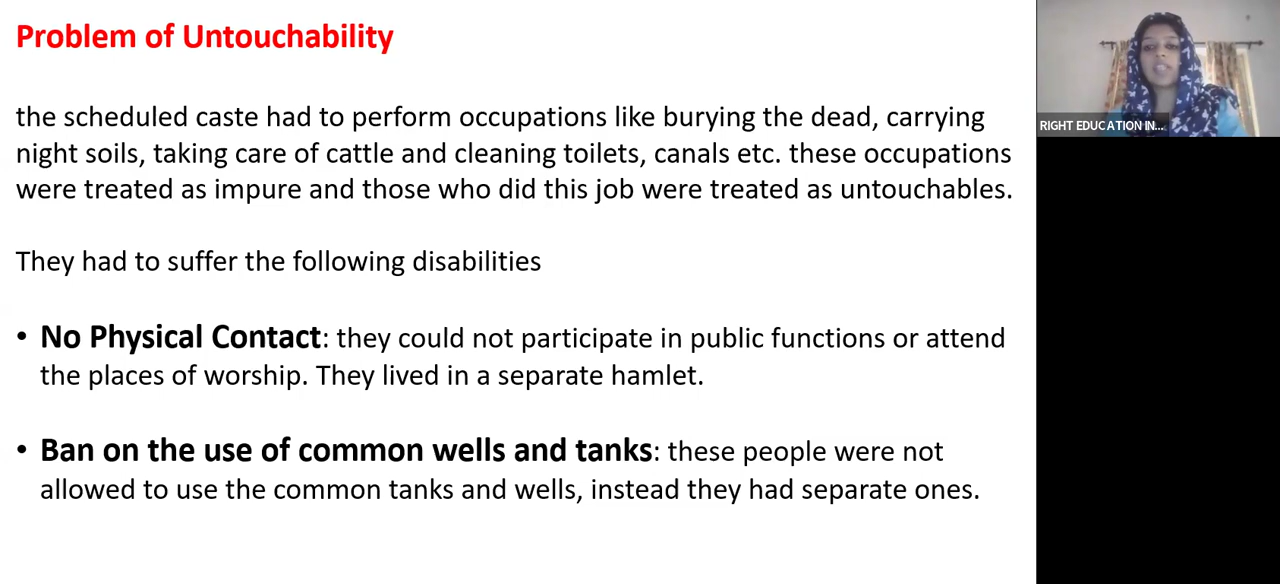 Problem of Untouchability
the scheduled caste had to perform occupations like burying the dead, carrying
night soils, taking care of cattle and cleaning toilets, canals etc. these occupations
were treated as impure and those who did this job were treated as untouchables.
They had to suffer the following disabilities
• No Physical Contact: they could not participate in public functions or attend
the places of worship. They lived in a separate hamlet.
• Ban on the use of common wells and tanks: these people were not
allowed to use the common tanks and wells, instead they had separate ones.
RIGHT EDUCATION IN...